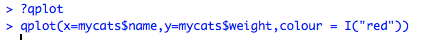 > ?qplot
> qplot(x=mycats$name,y=mycats$weight,colour = I("red"))